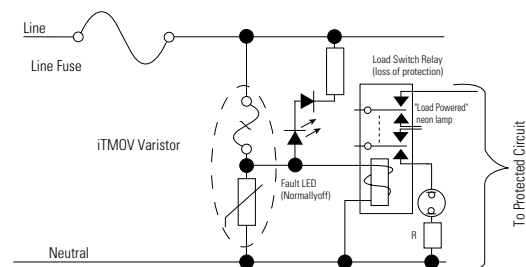 Line
Line Fuse
Load Switch Relay
(loss of protection)
"Load Powered"
neon lamp
iTMOV Varistor
Fault LED
(Normallyoff)
To Protected Circuit
R
Neutral